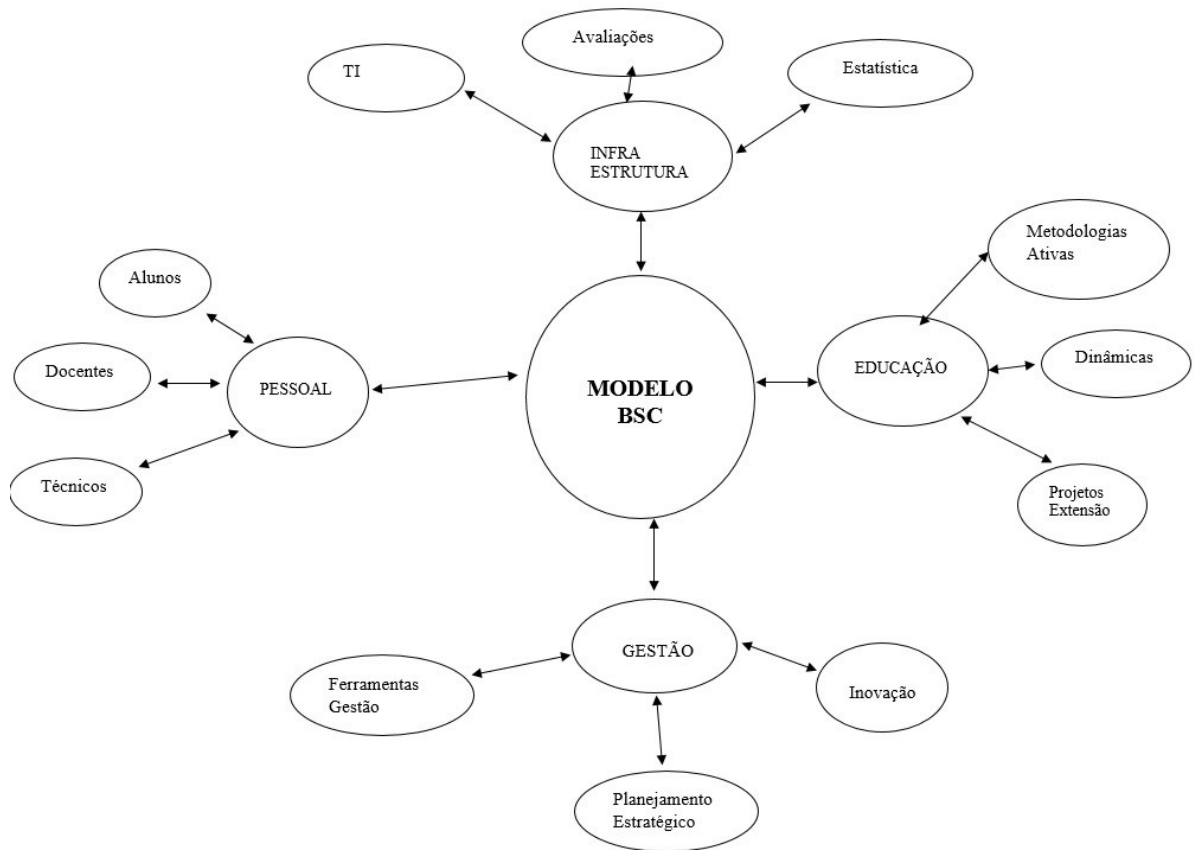 Avaliações
TI
Estatística
INFRA
ESTRUTURA
Metodologias
Ativas
Alunos
Docentes
PESSOAL
Técnicos
MODELO
BSC
EDUCAÇÃO
Dinâmicas
Projetos
Extensão
GESTÃO
Ferramentas
Gestão
Inovação
Planejamento
Estratégico